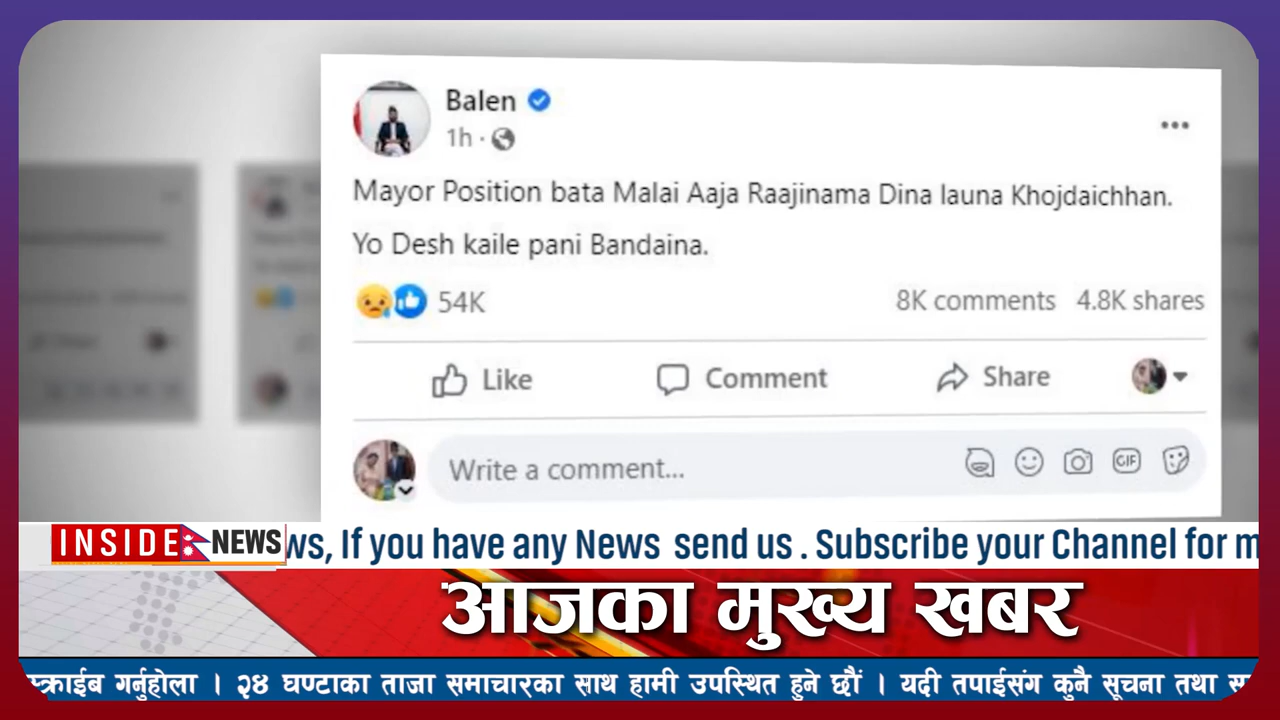 Balen
1h ·
Mayor Position bata Malai Aaja Raajinama Dina launa Khojdaichhan.
Yo Desh kaile pani Bandaina.
54K 8K comments 4.8K shares
Like Comment Share
Write a comment... GIF
INSIDE NEWS ws, If you have any News send us . Subscribe your Channel for m
आजका मुख्य खबर
स्क्राईब गर्नुहोला । २४ घण्टाका ताजा समाचारका साथ हामी उपस्थित हुने छौं । यदी तपाईसंग कुनै सूचना तथा स